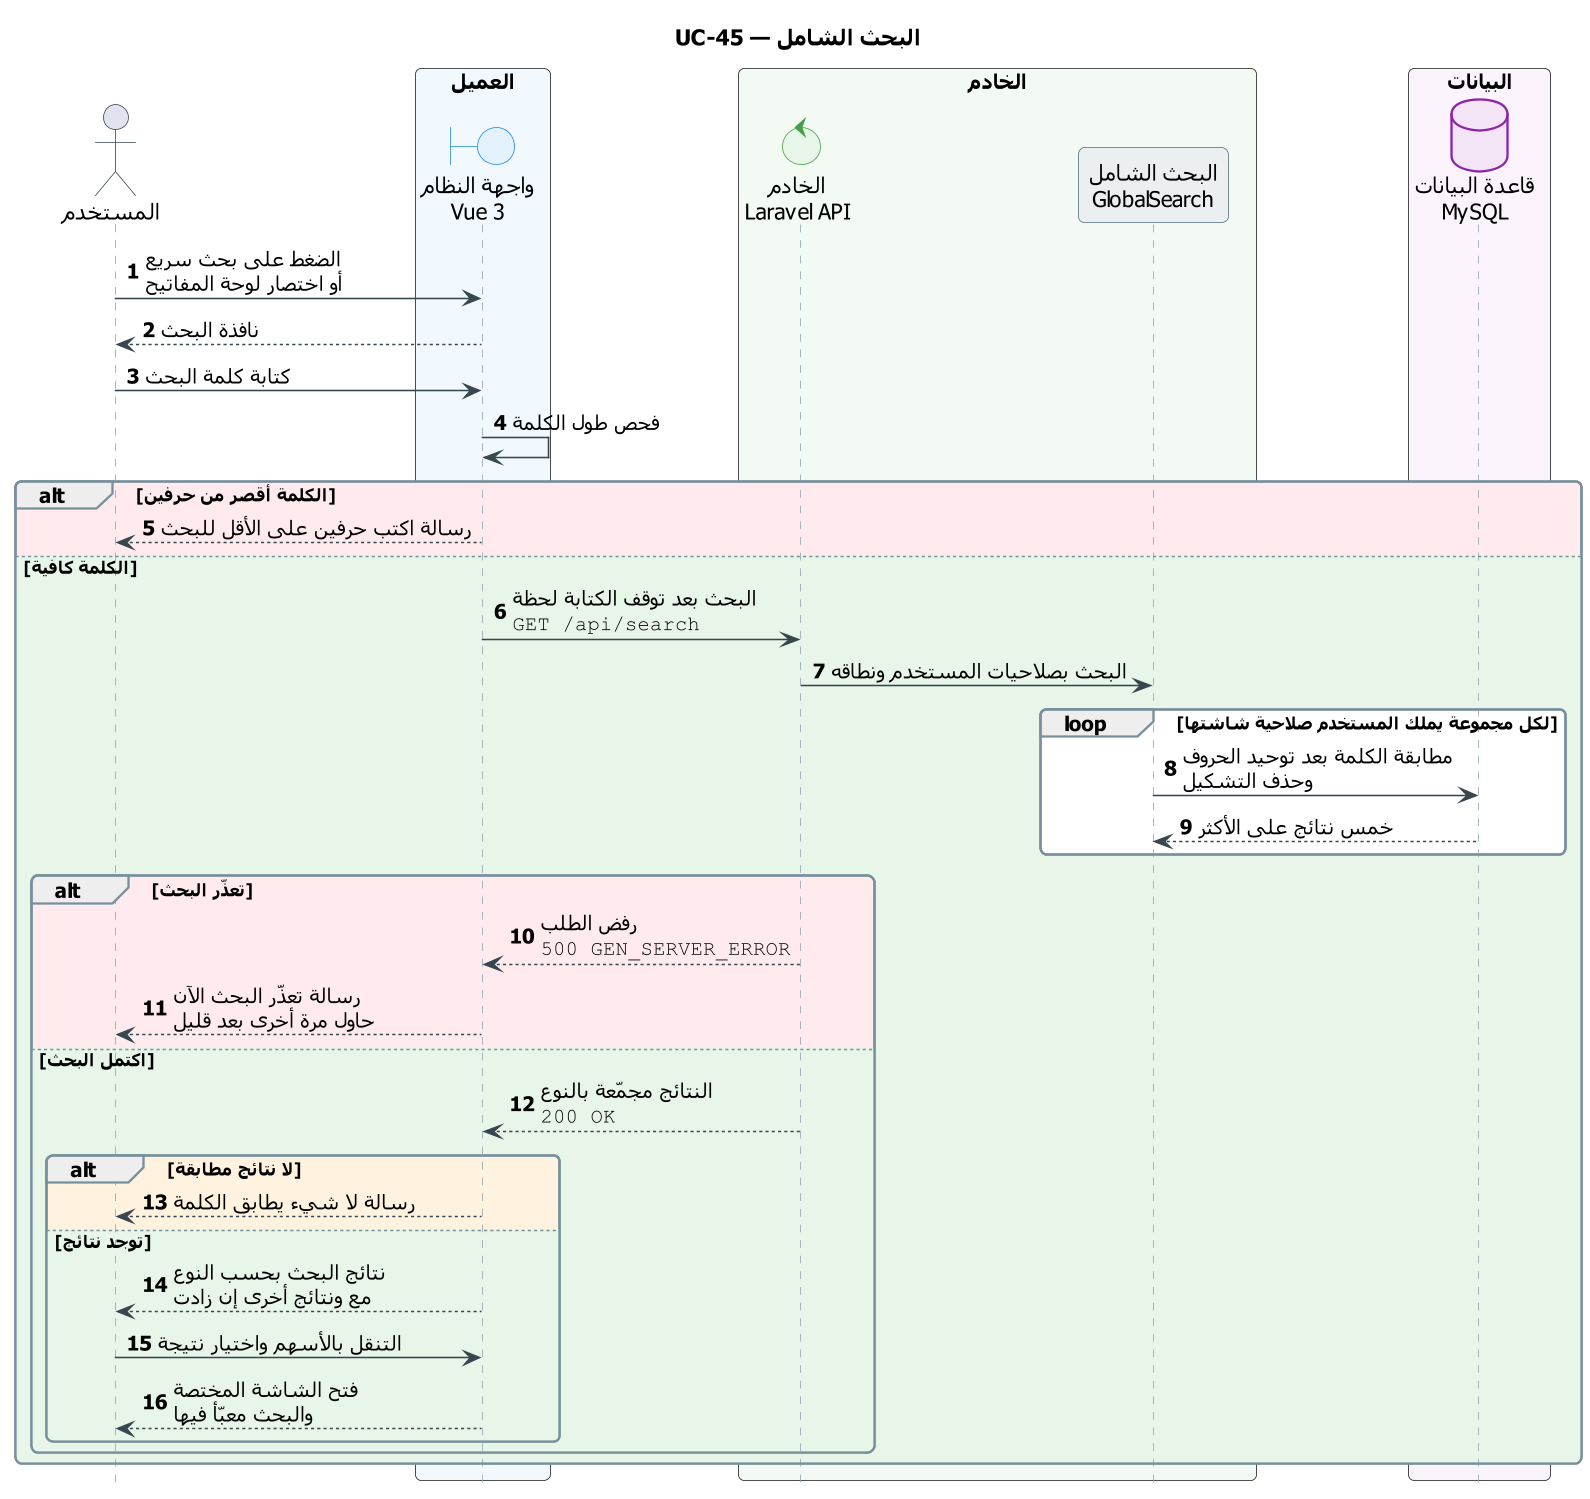 UC-45 — البحث الشامل
العميل
الخادم
البيانات
المستخدم
واجهة النظام
Vue 3
الخادم
Laravel API
البحث الشامل
GlobalSearch
قاعدة البيانات
MySQL
1 الضغط على بحث سريع
أو اختصار لوحة المفاتيح
2 نافذة البحث
3 كتابة كلمة البحث
4 فحص طول الكلمة
alt [الكلمة أقصر من حرفين]
5 رسالة اكتب حرفين على الأقل للبحث
[الكلمة كافية]
6 البحث بعد توقف الكتابة لحظة
GET /api/search
7 البحث بصلاحيات المستخدم ونطاقه
loop [لكل مجموعة يملك المستخدم صلاحية شاشتها]
8 مطابقة الكلمة بعد توحيد الحروف
وحذف التشكيل
9 خمس نتائج على الأكثر
alt [تعذّر البحث]
10 رفض الطلب
500 GEN_SERVER_ERROR
11 رسالة تعذّر البحث الآن
حاول مرة أخرى بعد قليل
[اكتمل البحث]
12 النتائج مجمّعة بالنوع
200 OK
alt [لا نتائج مطابقة]
13 رسالة لا شيء يطابق الكلمة
[توجد نتائج]
14 نتائج البحث بحسب النوع
مع ونتائج أخرى إن زادت
15 التنقل بالأسهم واختيار نتيجة
16 فتح الشاشة المختصة
والبحث معبّأ فيها